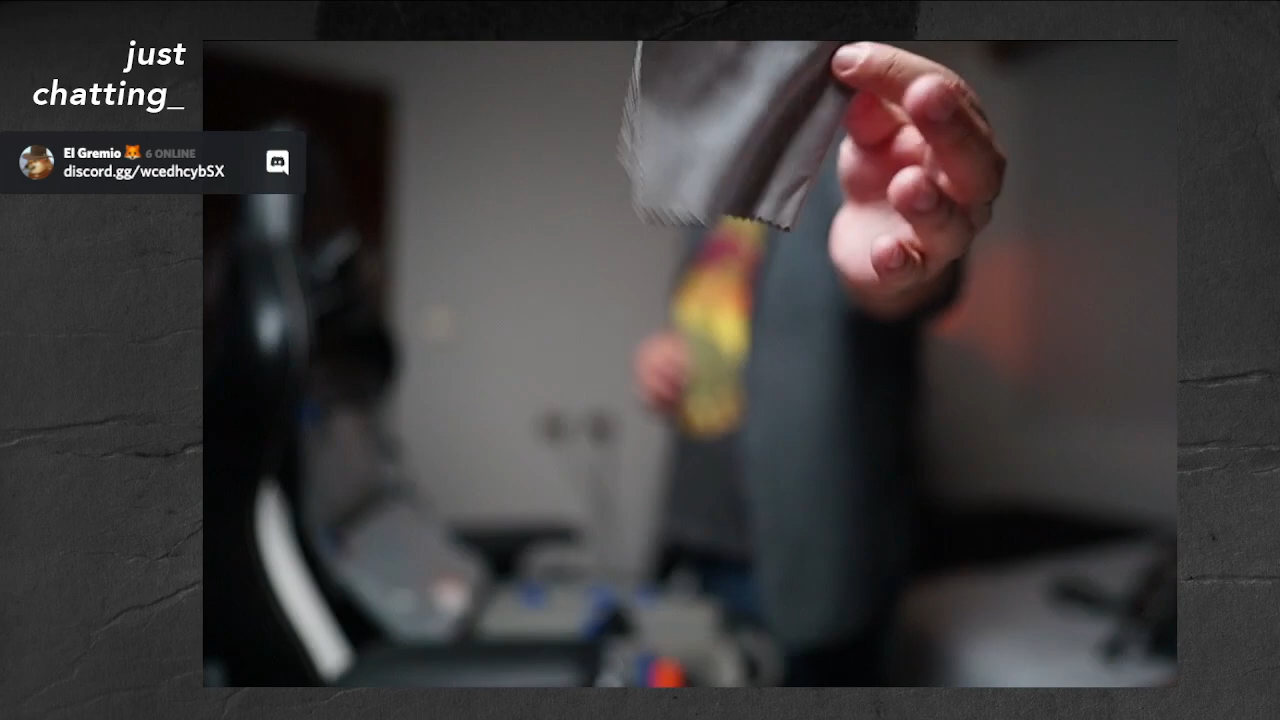 just
chatting_
El Gremio 🦊 6 ONLINE
discord.gg/wcedhcybSX